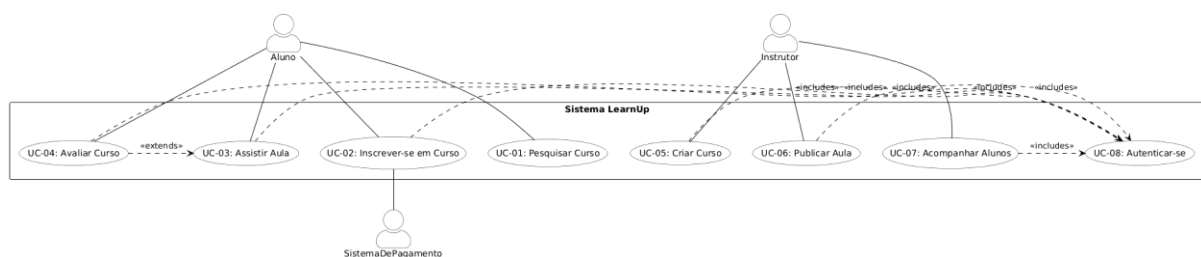 Aluno
Instrutor
«includes» «includes» «includes» «includes» «includes»
Sistema LearnUp
«extends»
«includes»
UC-04: Avaliar Curso
UC-03: Assistir Aula
UC-02: Inscrever-se em Curso
UC-01: Pesquisar Curso
UC-05: Criar Curso
UC-06: Publicar Aula
UC-07: Acompanhar Alunos
UC-08: Autenticar-se
SistemaDePagamento